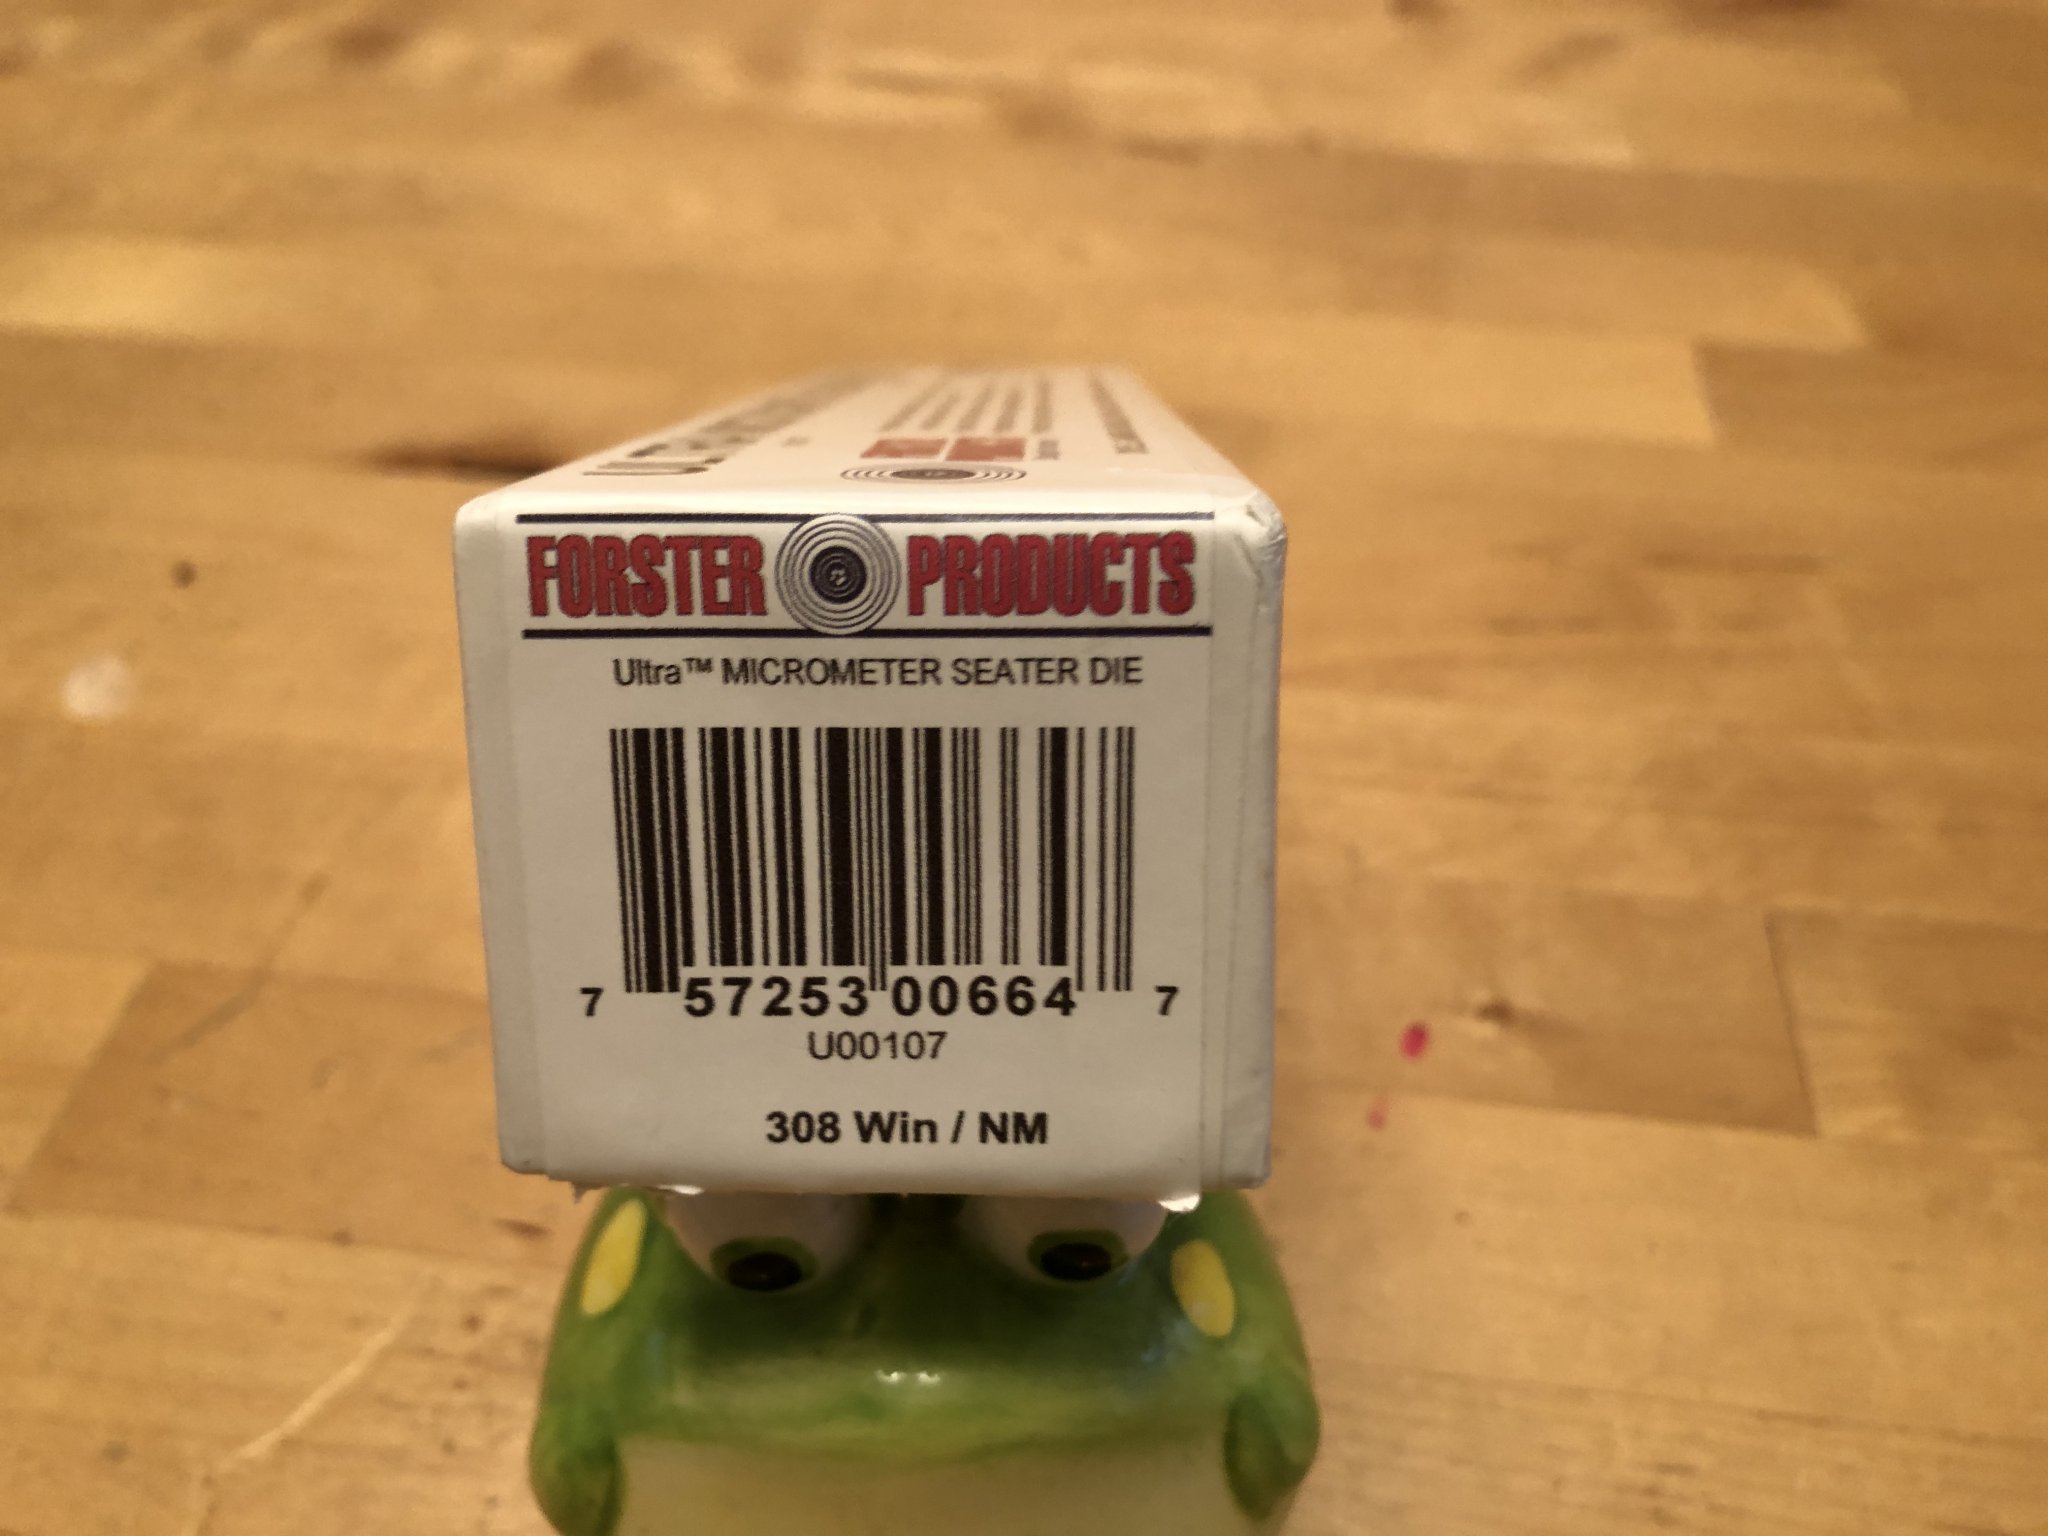 FORSTER PRODUCTS
Ultra™ MICROMETER SEATER DIE
7 57253 00664 7
U00107
308 Win / NM